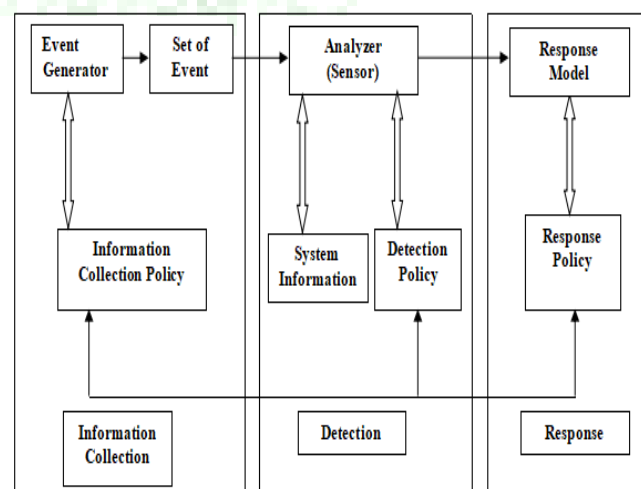 Event
Generator
Set of
Event
Analyzer
(Sensor)
Response
Model
Information
Collection Policy
System
Information
Detection
Policy
Response
Policy
Information
Collection
Detection
Response